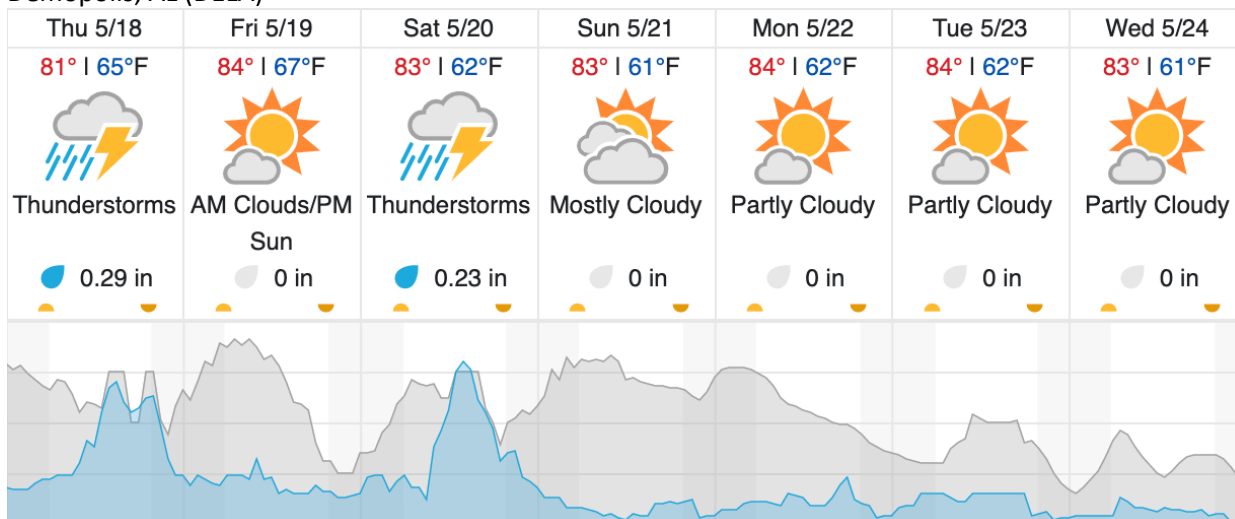 Demopolis, AL (DELA)
Thu 5/18 Fri 5/19 Sat 5/20 Sun 5/21 Mon 5/22 Tue 5/23 Wed 5/24
81° | 65°F 84° | 67°F 83° | 62°F 83° | 61°F 84° | 62°F 84° | 62°F 83° | 61°F
Thunderstorms AM Clouds/PM Thunderstorms Mostly Cloudy Partly Cloudy Partly Cloudy Partly Cloudy
Sun
0.29 in 0 in 0.23 in 0 in 0 in 0 in 0 in